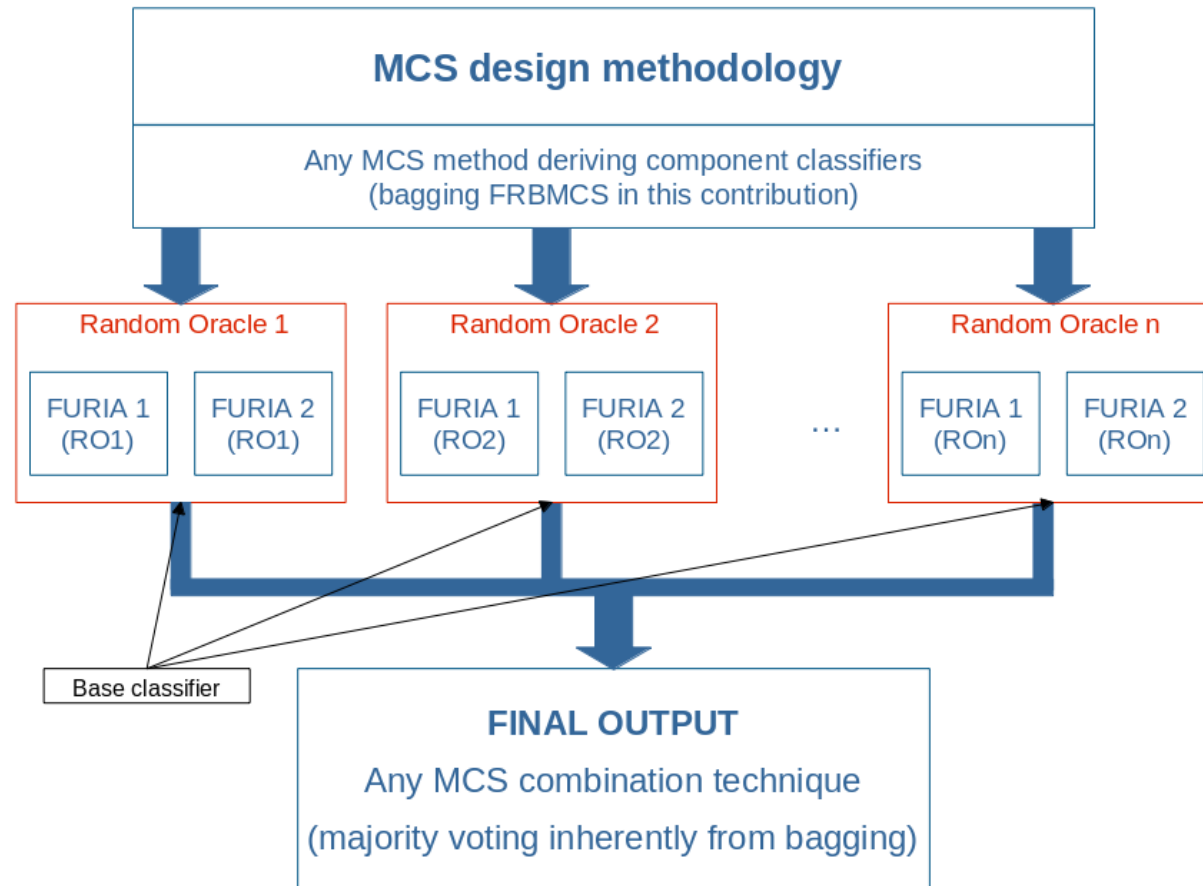 MCS design methodology
Any MCS method deriving component classifiers
(bagging FRBMCS in this contribution)
Random Oracle 1
FURIA 1
(RO1)
FURIA 2
(RO1)
Random Oracle 2
FURIA 1
(RO2)
FURIA 2
(RO2)
...
Random Oracle n
FURIA 1
(ROn)
FURIA 2
(ROn)
Base classifier
FINAL OUTPUT
Any MCS combination technique
(majority voting inherently from bagging)